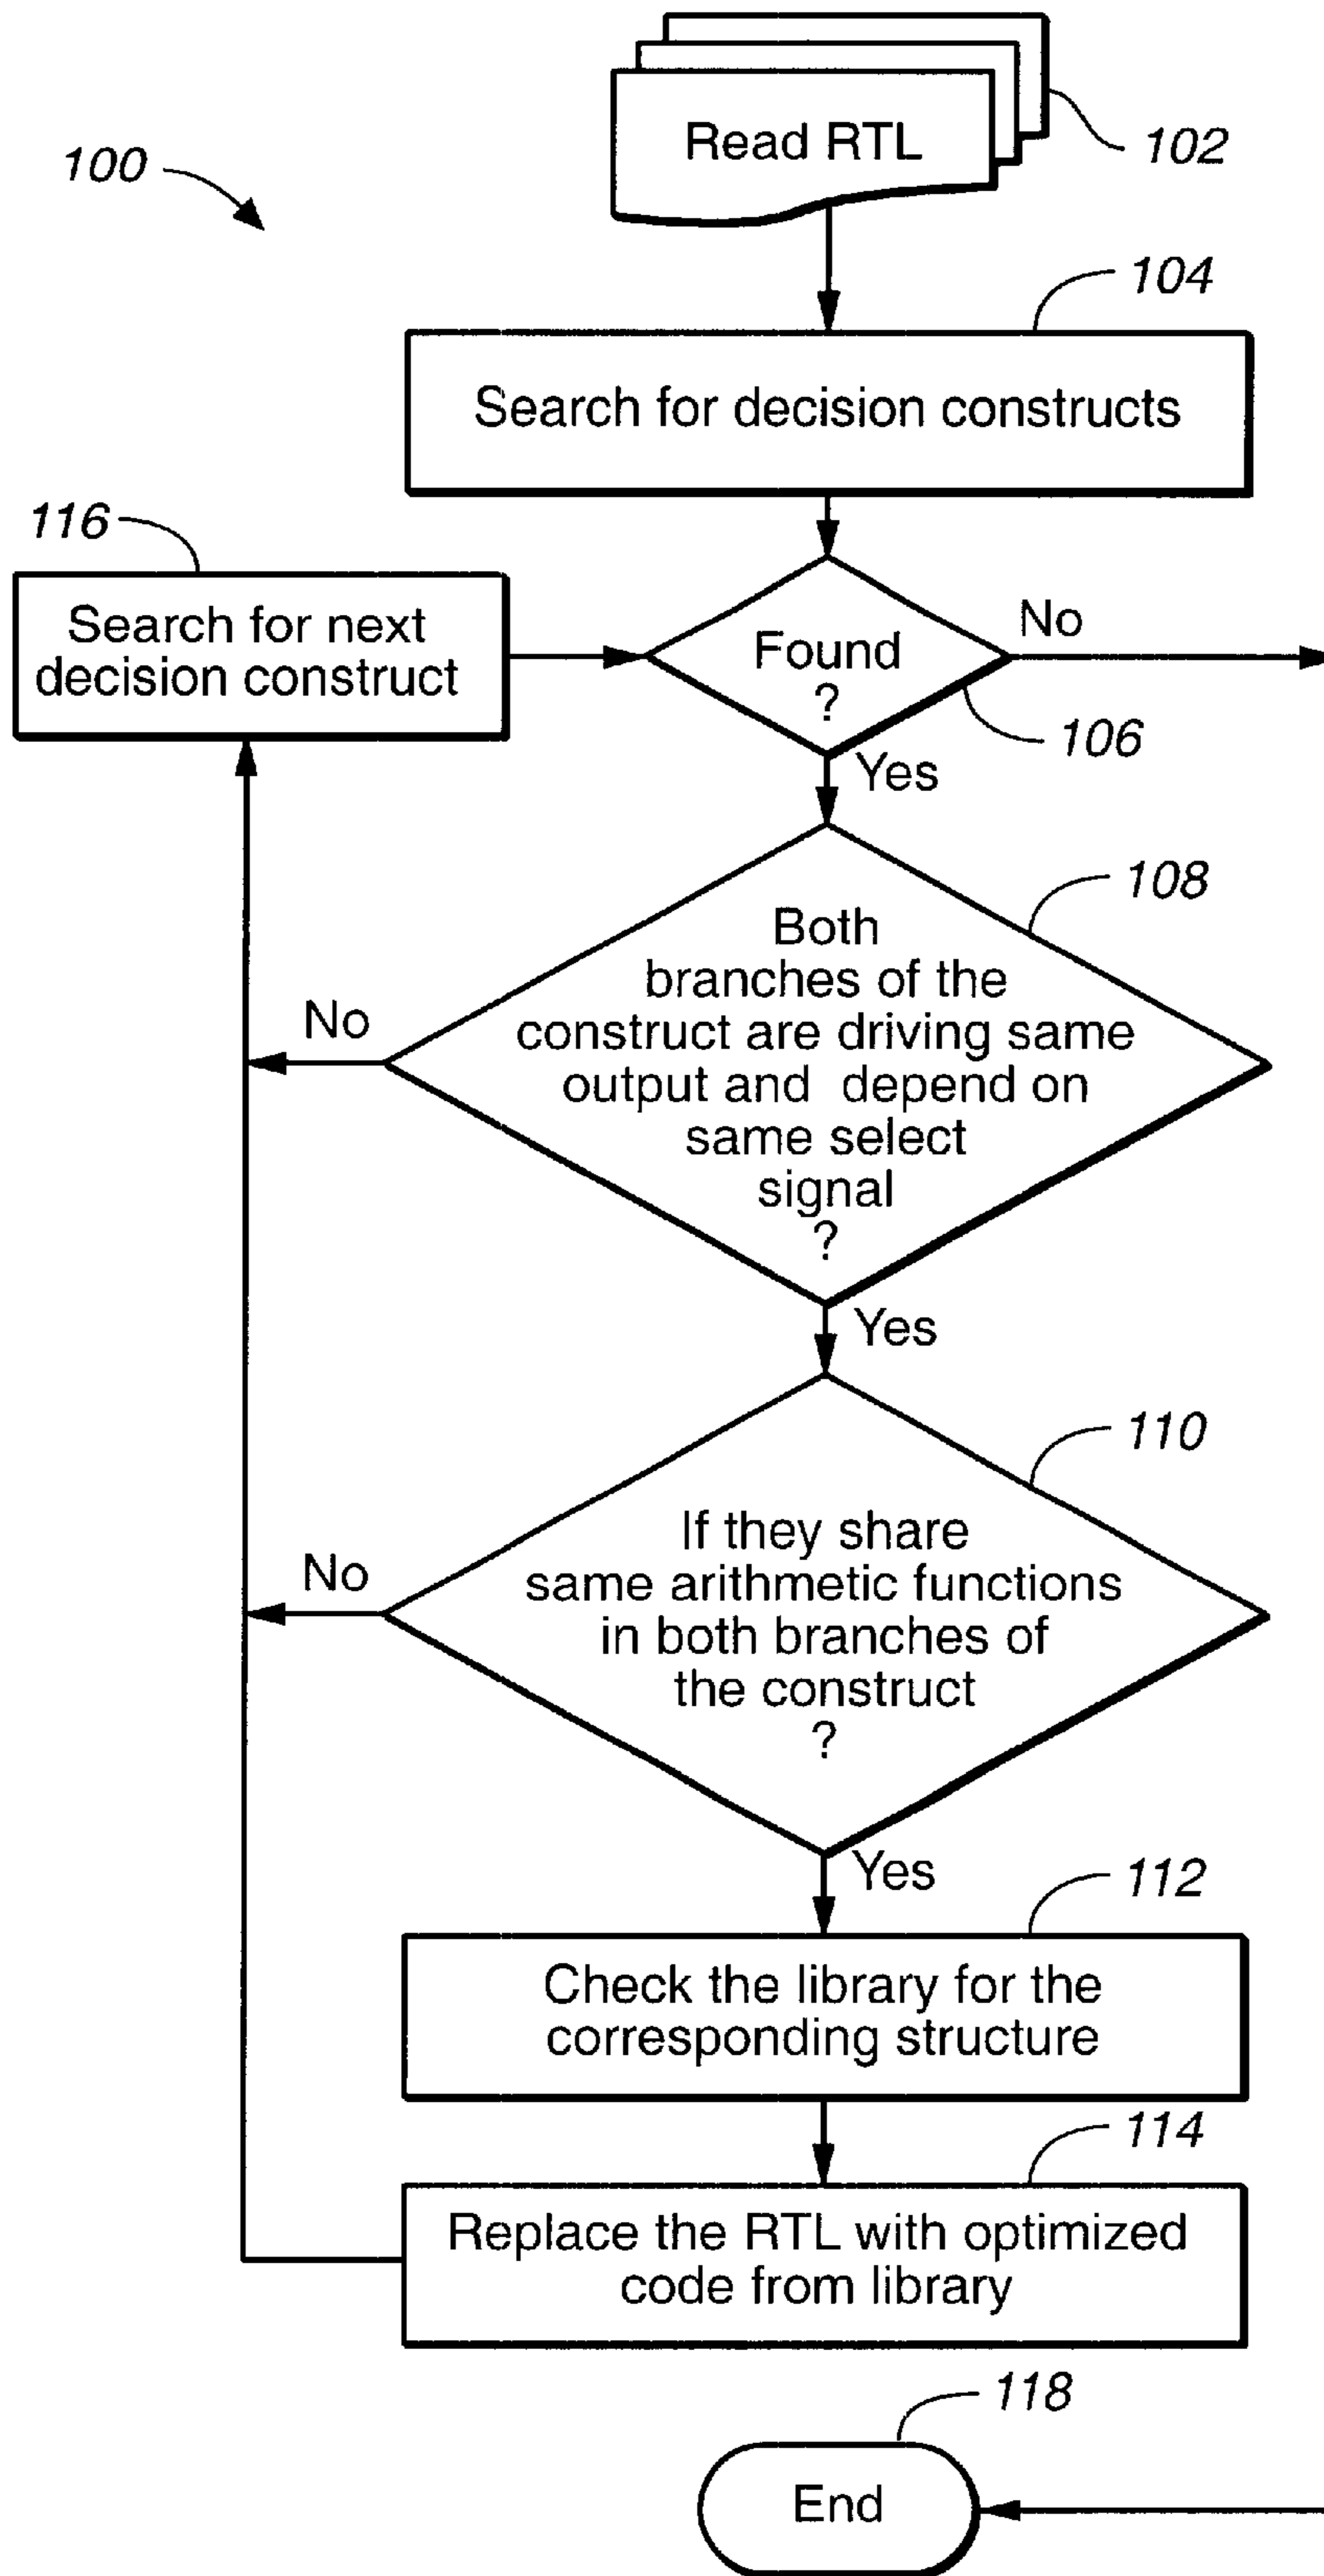 Read RTL
102
100
104
Search for decision constructs
116
Search for next
decision construct
Found
?
No
106
Yes
108
Both
branches of the
construct are driving same
output and depend on
same select
signal
?
No
Yes
110
If they share
same arithmetic functions
in both branches of
the construct
?
No
Yes
112
Check the library for the
corresponding structure
114
Replace the RTL with optimized
code from library
118
End